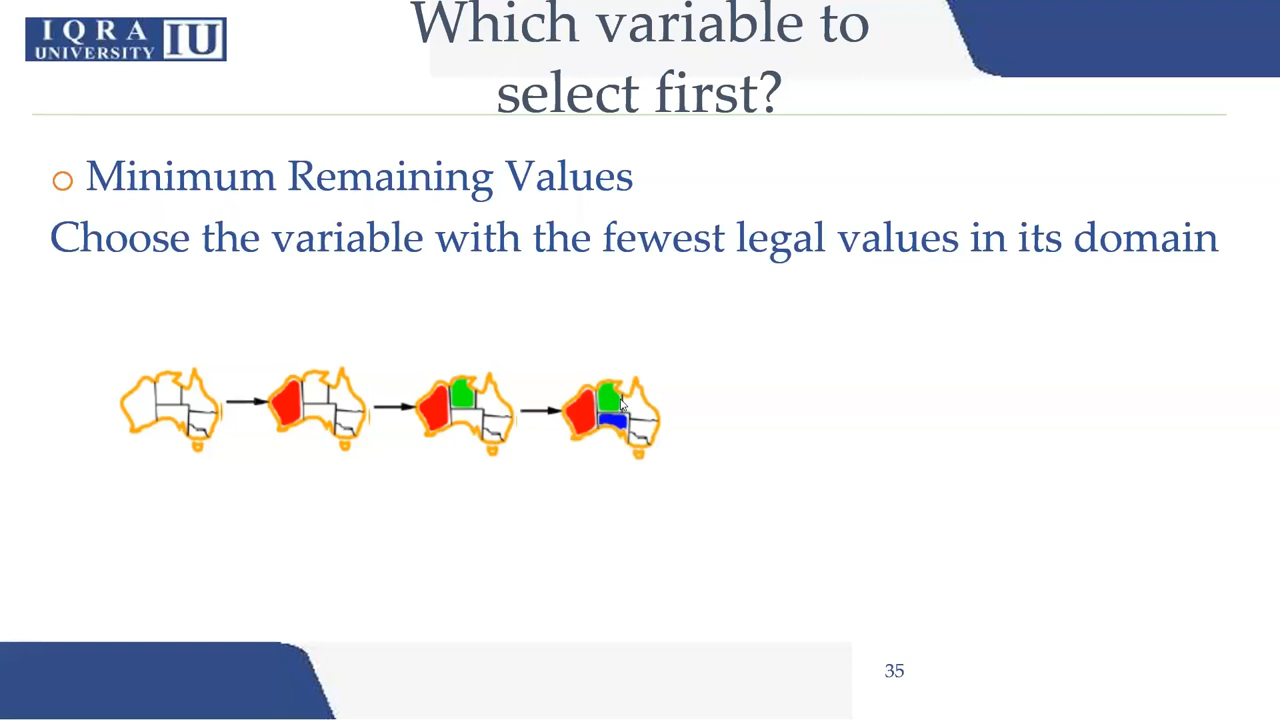 IQRA
UNIVERSITY IU
Which variable to
select first?
Minimum Remaining Values
Choose the variable with the fewest legal values in its domain
35